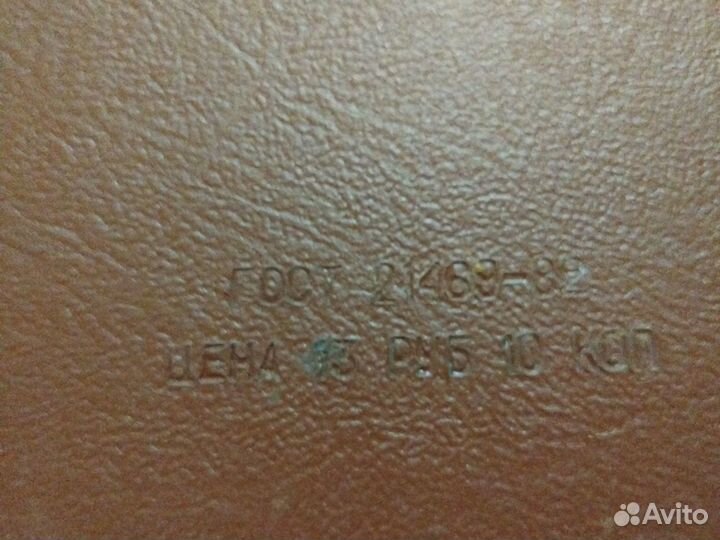 ГОСТ 21469-82
ЦЕНА РУБ 10 КОП
Avito